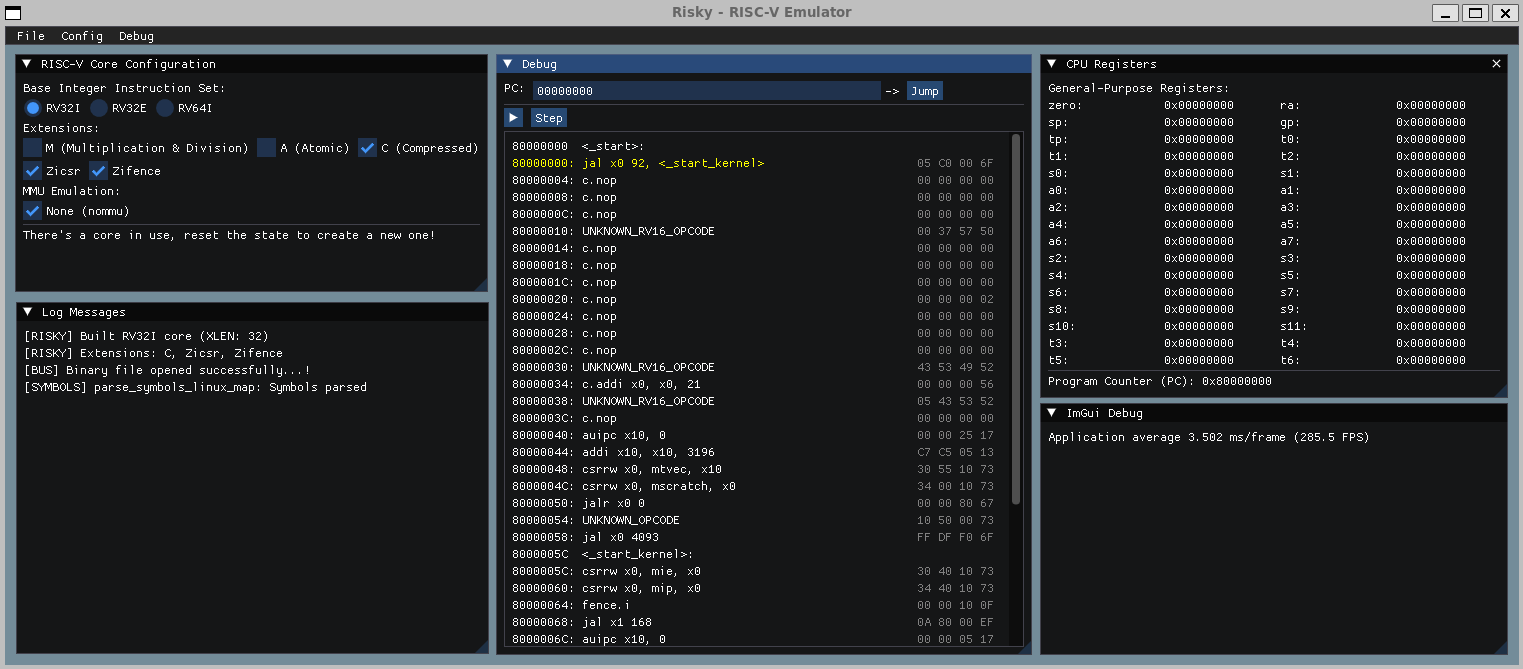 Risky - RISC-V Emulator
File Config Debug
RISC-V Core Configuration
Base Integer Instruction Set:
RV32I RV32E RV64I
Extensions:
M (Multiplication & Division) A (Atomic) C (Compressed)
Zicsr Zifence
MMU Emulation:
None (nommu)
There's a core in use, reset the state to create a new one!
Log Messages
[RISKY] Built RV32I core (XLEN: 32)
[RISKY] Extensions: C, Zicsr, Zifence
[BUS] Binary file opened successfully...!
[SYMBOLS] parse_symbols_linux_map: Symbols parsed
Debug
PC: 00000000 -> Jump
Step
80000000 <_start>:
80000000: jal x0 92, <_start_kernel> 05 C0 00 6F
80000004: c.nop 00 00 00 00
80000008: c.nop 00 00 00 00
8000000C: c.nop 00 00 00 00
80000010: UNKNOWN_RV16_OPCODE 00 37 57 50
80000014: c.nop 00 00 00 00
80000018: c.nop 00 00 00 00
8000001C: c.nop 00 00 00 00
80000020: c.nop 00 00 00 02
80000024: c.nop 00 00 00 00
80000028: c.nop 00 00 00 00
8000002C: c.nop 00 00 00 00
80000030: UNKNOWN_RV16_OPCODE 43 53 49 52
80000034: c.addi x0, x0, 21 00 00 00 56
80000038: UNKNOWN_RV16_OPCODE 05 43 53 52
8000003C: c.nop 00 00 00 00
80000040: auipc x10, 0 00 00 25 17
80000044: addi x10, x10, 3196 C7 C5 05 13
80000048: csrrw x0, mtvec, x10 30 55 10 73
8000004C: csrrw x0, mscratch, x0 34 00 10 73
80000050: jalr x0 0 00 00 80 67
80000054: UNKNOWN_OPCODE 10 50 00 73
80000058: jal x0 4093 FF DF F0 6F
8000005C <_start_kernel>:
8000005C: csrrw x0, mie, x0 30 40 10 73
80000060: csrrw x0, mip, x0 34 40 10 73
80000064: fence.i 00 00 10 0F
80000068: jal x1 168 0A 80 00 EF
8000006C: auipc x10, 0 00 00 05 17
CPU Registers
General-Purpose Registers:
zero: 0x00000000 ra: 0x00000000
sp: 0x00000000 gp: 0x00000000
tp: 0x00000000 t0: 0x00000000
t1: 0x00000000 t2: 0x00000000
s0: 0x00000000 s1: 0x00000000
a0: 0x00000000 a1: 0x00000000
a2: 0x00000000 a3: 0x00000000
a4: 0x00000000 a5: 0x00000000
a6: 0x00000000 a7: 0x00000000
s2: 0x00000000 s3: 0x00000000
s4: 0x00000000 s5: 0x00000000
s6: 0x00000000 s7: 0x00000000
s8: 0x00000000 s9: 0x00000000
s10: 0x00000000 s11: 0x00000000
t3: 0x00000000 t4: 0x00000000
t5: 0x00000000 t6: 0x00000000
Program Counter (PC): 0x80000000
ImGui Debug
Application average 3.502 ms/frame (285.5 FPS)